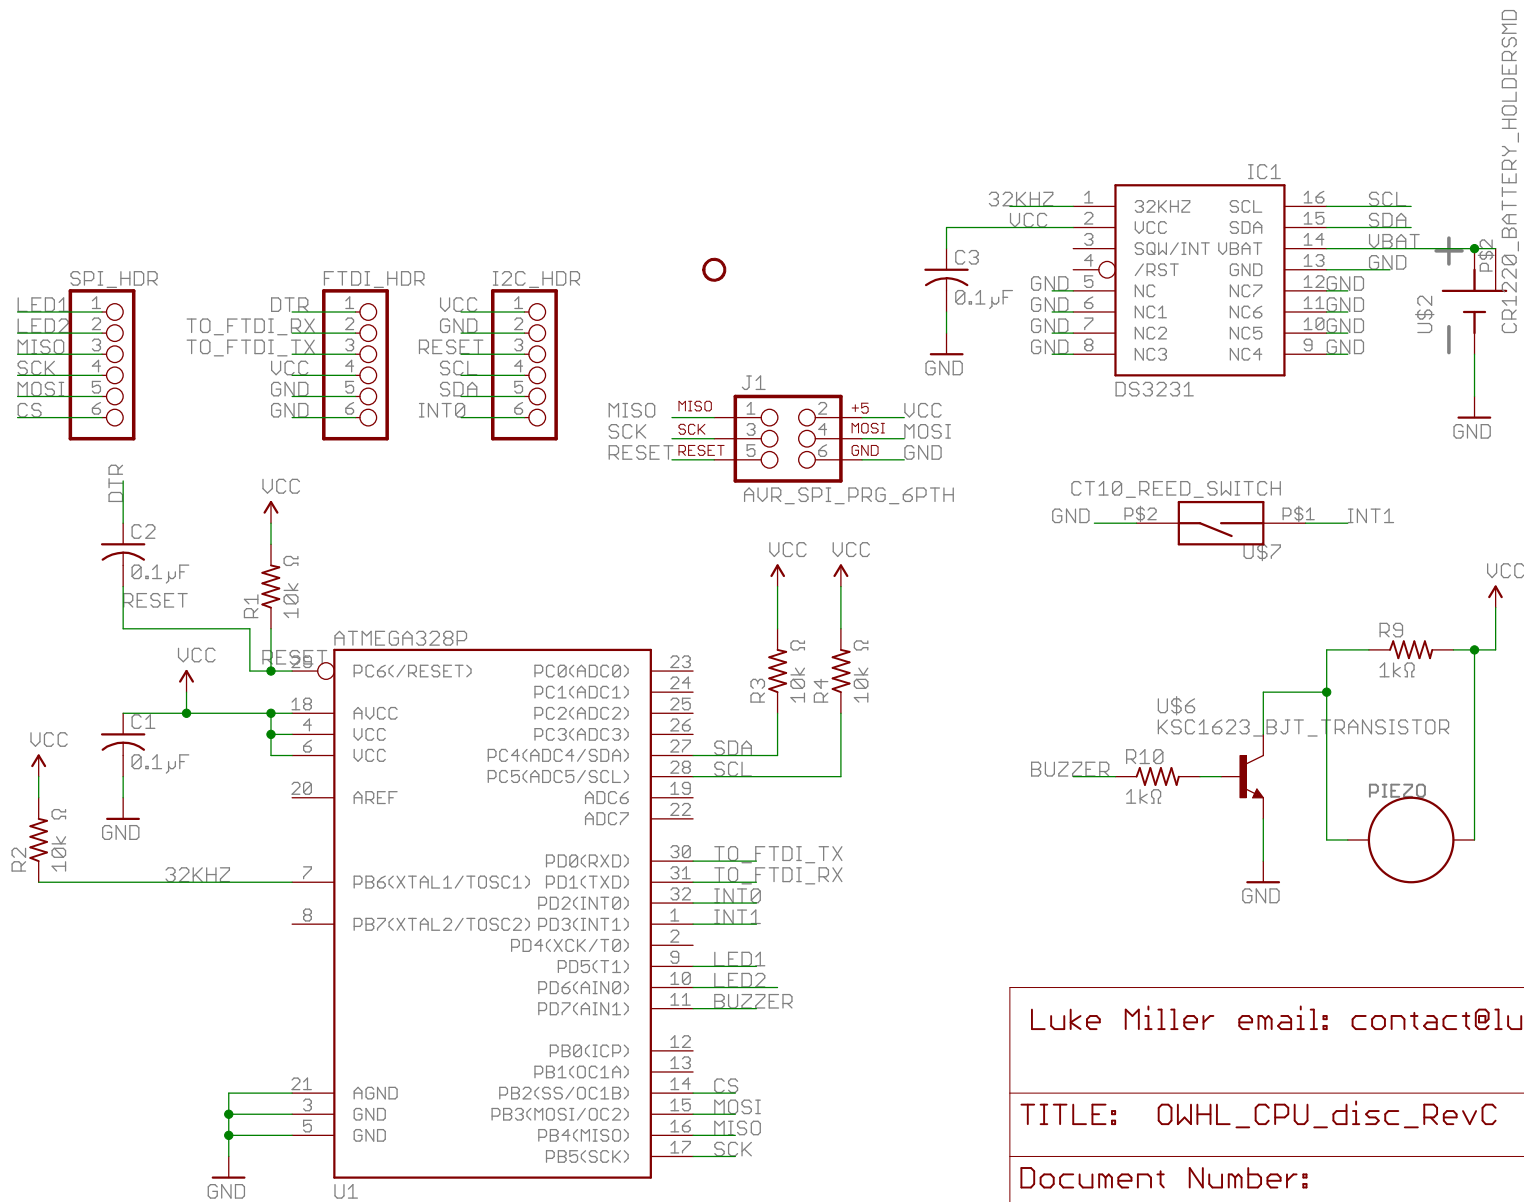 CR1220_BATTERY_HOLDERSMD
IC1
32KHZ 1 32KHZ SCL 16 SCL
VCC 2 VCC SDA 15 SDA
3 SQW/INT VBAT 14 VBAT
4 /RST GND 13 GND
GND 5 NC NC7 12 GND
GND 6 NC1 NC6 11 GND
GND 7 NC2 NC5 10 GND
GND 8 NC3 NC4 9 GND
DS3231
C3
0.1µF
GND
+
P$2
U$2
GND
SPI_HDR
LED1 1
LED2 2
MISO 3
SCK 4
MOSI 5
CS 6
FTDI_HDR
DTR 1
TO_FTDI_RX 2
TO_FTDI_TX 3
VCC 4
GND 5
GND 6
I2C_HDR
VCC 1
GND 2
RESET 3
SCL 4
SDA 5
INT0 6
J1
MISO MISO 1 2 +5 VCC
SCK SCK 3 4 MOSI MOSI
RESET RESET 5 6 GND GND
AVR_SPI_PRG_6PTH
CT10_REED_SWITCH
GND P$2 P$1 INT1
U$7
DTR
C2
0.1µF
RESET
VCC
R1
10k Ω
VCC
RESET
VCC
R2
10k Ω
C1
0.1µF
GND
32KHZ
GND
ATMEGA328P
29 PC6(/RESET) PC0(ADC0) 23
PC1(ADC1) 24
18 AVCC PC2(ADC2) 25
4 VCC PC3(ADC3) 26
6 VCC PC4(ADC4/SDA) 27 SDA
PC5(ADC5/SCL) 28 SCL
20 AREF ADC6 19
ADC7 22
PD0(RXD) 30 TO_FTDI_TX
7 PB6(XTAL1/TOSC1) PD1(TXD) 31 TO_FTDI_RX
PD2(INT0) 32 INT0
8 PB7(XTAL2/TOSC2) PD3(INT1) 1 INT1
PD4(XCK/T0) 2
PD5(T1) 9 LED1
PD6(AIN0) 10 LED2
PD7(AIN1) 11 BUZZER
PB0(ICP) 12
PB1(OC1A) 13
21 AGND PB2(SS/OC1B) 14 CS
3 GND PB3(MOSI/OC2) 15 MOSI
5 GND PB4(MISO) 16 MISO
PB5(SCK) 17 SCK
U1
VCC VCC
R3
10k Ω
R4
10k Ω
VCC
R9
1kΩ
U$6
KSC1623_BJT_TRANSISTOR
BUZZER R10
1kΩ
PIEZO
GND
Luke Miller email: contact@lu
TITLE: OWHL_CPU_disc_RevC
Document Number: